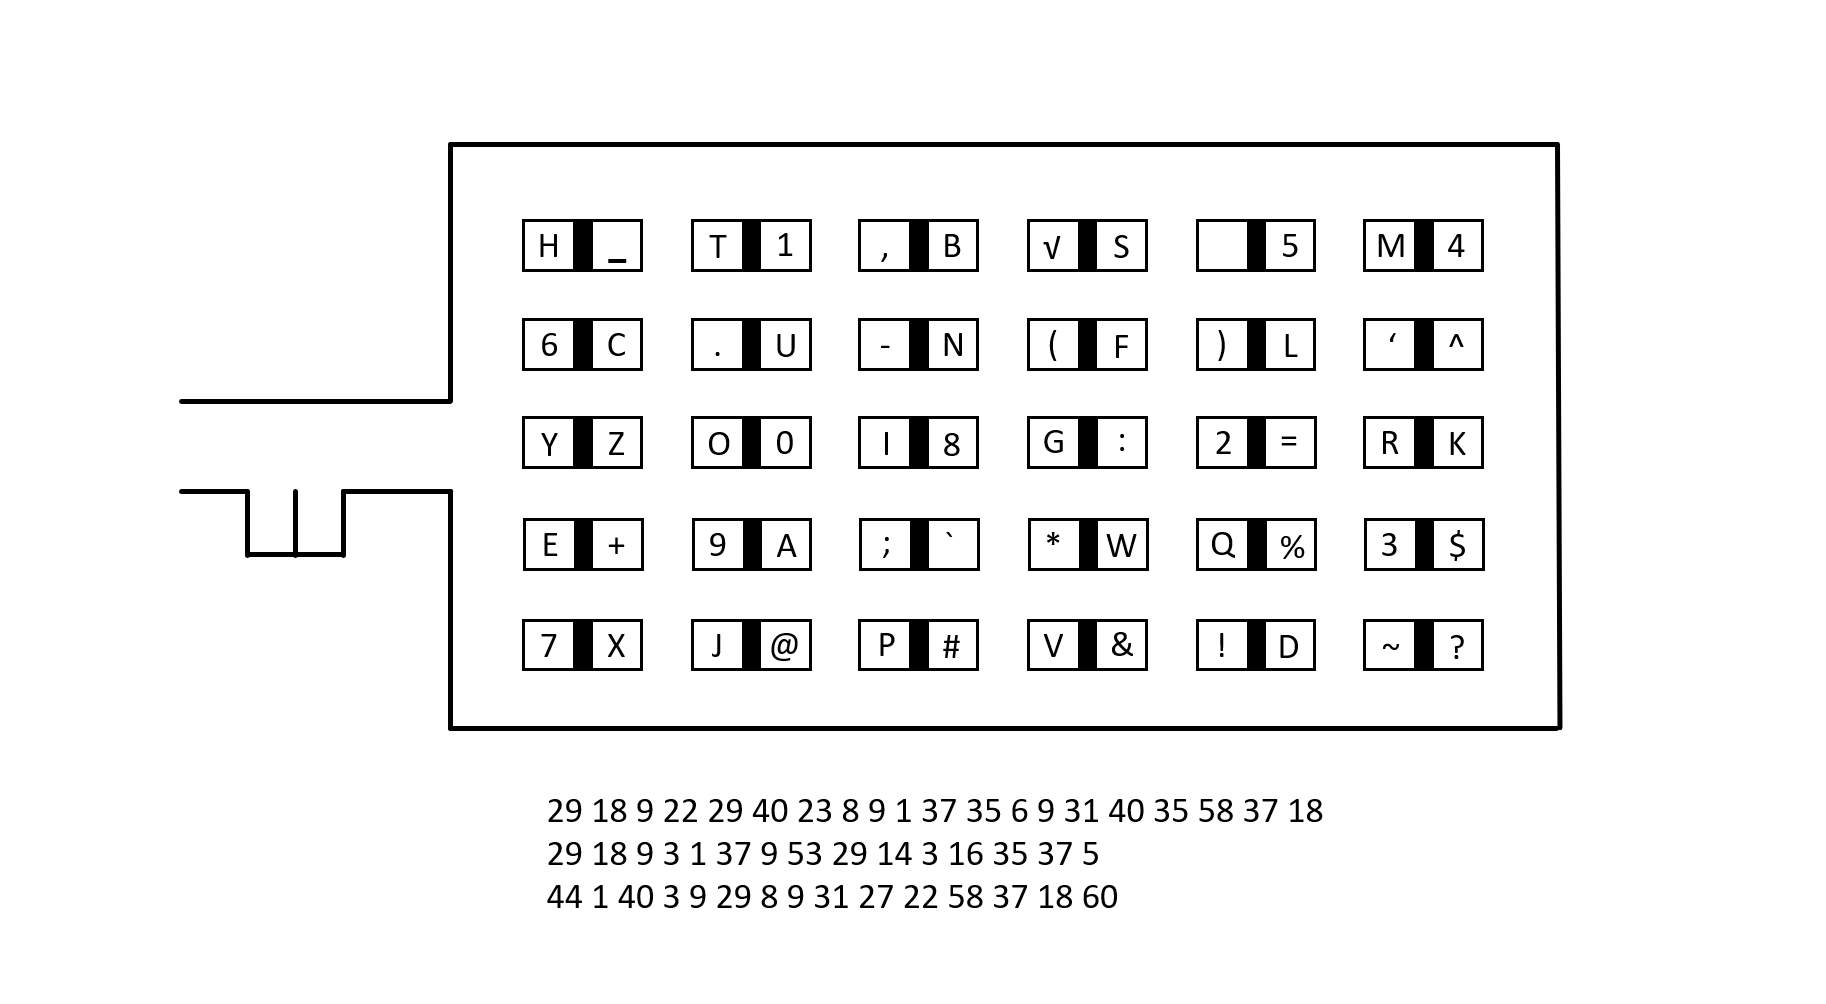 H _ T 1 , B √ S 5 M 4
6 C . U - N ( F ) L ‘ ^
Y Z O 0 I 8 G : 2 = R K
E + 9 A ; ` * W Q % 3 $
7 X J @ P # V & ! D ~ ?
29 18 9 22 29 40 23 8 9 1 37 35 6 9 31 40 35 58 37 18
29 18 9 3 1 37 9 53 29 14 3 16 35 37 5
44 1 40 3 9 29 8 9 31 27 22 58 37 18 60